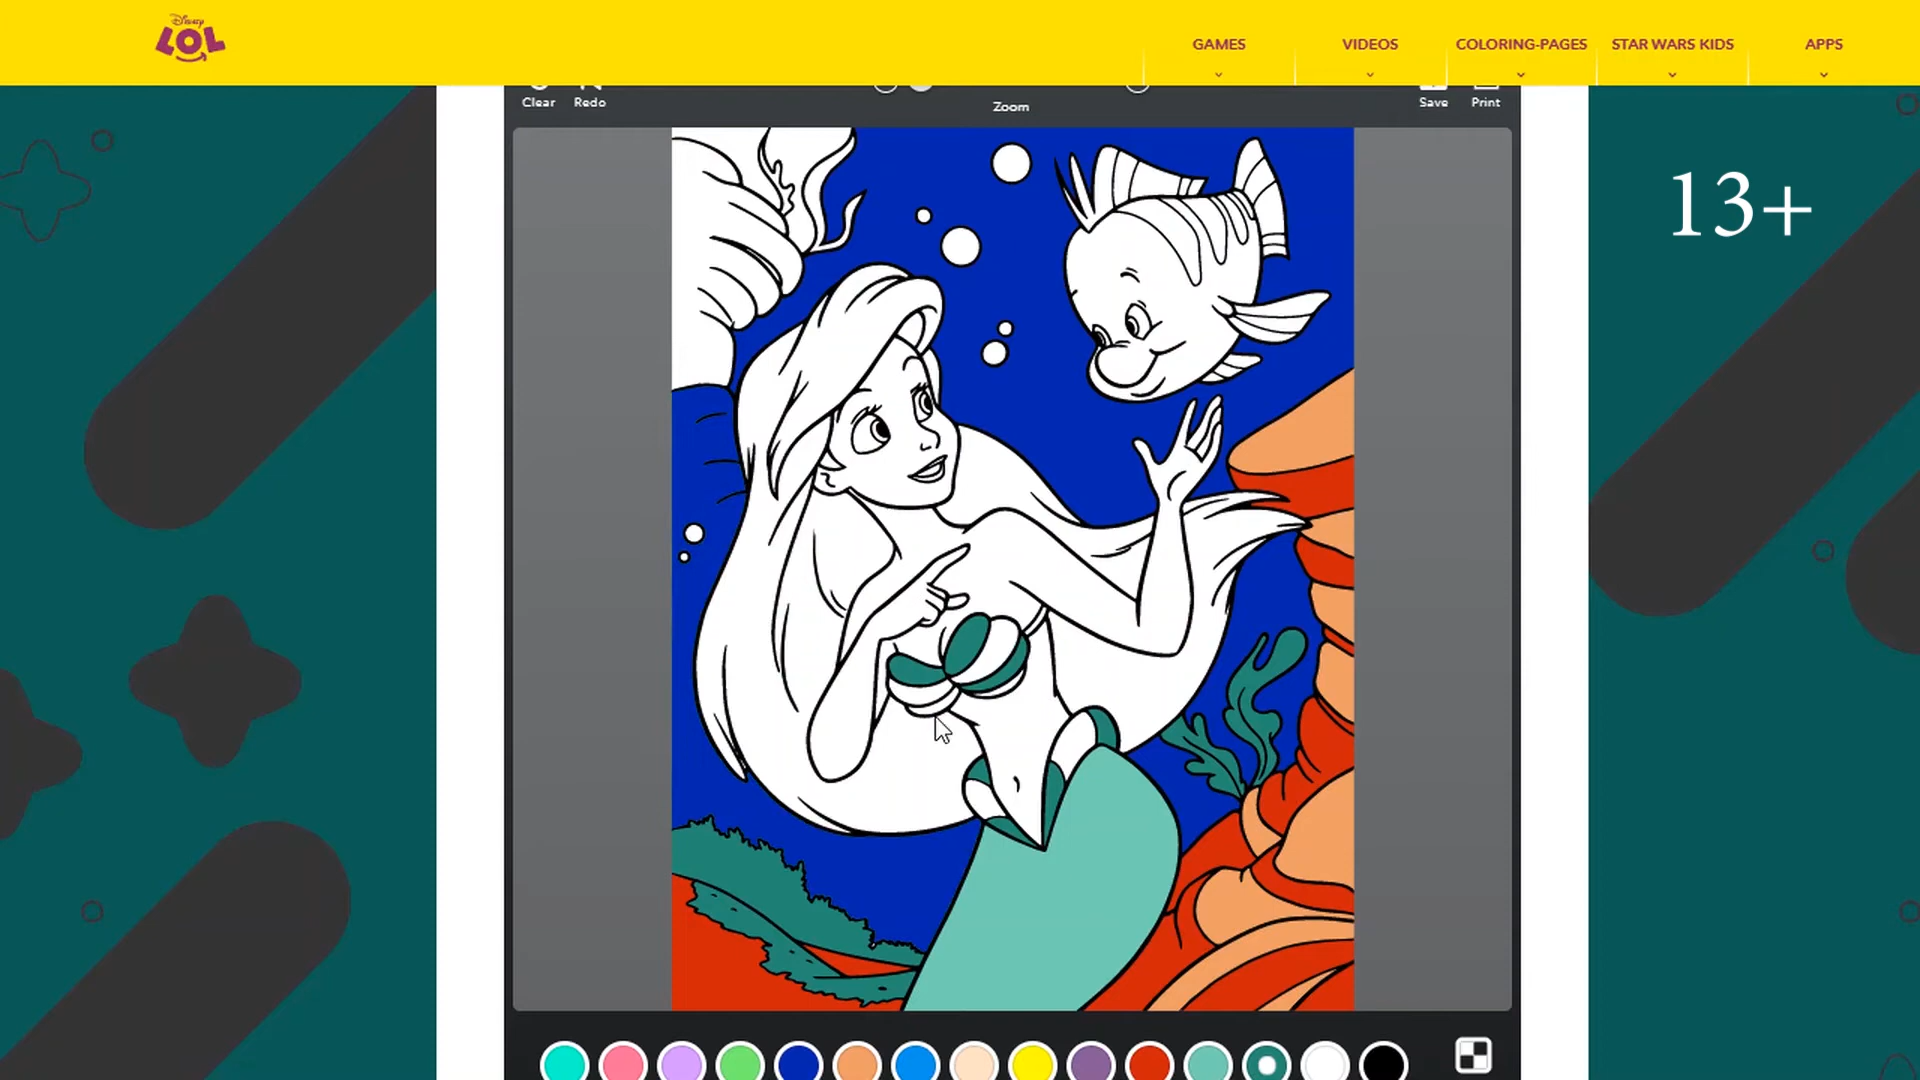 Disney
LOL
GAMES
VIDEOS
COLORING-PAGES
STAR WARS KIDS
APPS
Clear
Redo
Zoom
Save
Print
13+